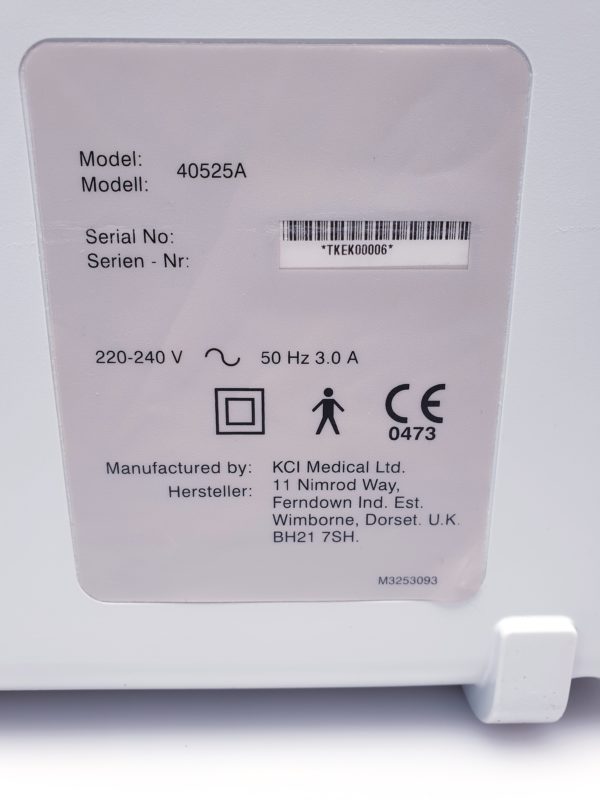 Model:
Modell:
40525A
Serial No:
Serien - Nr:
*TKEK00006*
220-240 V 50 Hz 3.0 A
CE
0473
Manufactured by:
Hersteller:
KCI Medical Ltd.
11 Nimrod Way,
Ferndown Ind. Est.
Wimborne, Dorset. U.K.
BH21 7SH.
M3253093